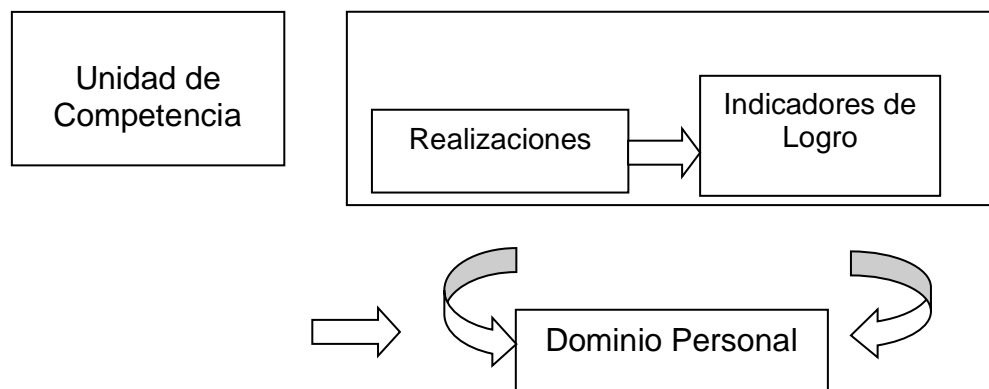 Unidad de
Competencia
Realizaciones
Indicadores de
Logro
Dominio Personal